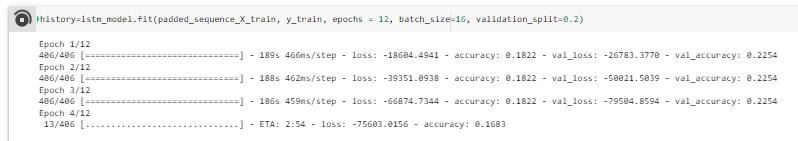 history=lstm_model.fit(padded_sequence_X_train, y_train, epochs = 12, batch_size=16, validation_split=0.2)
Epoch 1/12
406/406 [==============================] - 189s 466ms/step - loss: -18604.4941 - accuracy: 0.1822 - val_loss: -26783.3770 - val_accuracy: 0.2254
Epoch 2/12
406/406 [==============================] - 188s 462ms/step - loss: -39351.0938 - accuracy: 0.1822 - val_loss: -50021.5039 - val_accuracy: 0.2254
Epoch 3/12
406/406 [==============================] - 186s 459ms/step - loss: -66874.7344 - accuracy: 0.1822 - val_loss: -79504.8594 - val_accuracy: 0.2254
Epoch 4/12
13/406 [..............................] - ETA: 2:54 - loss: -75603.0156 - accuracy: 0.1683